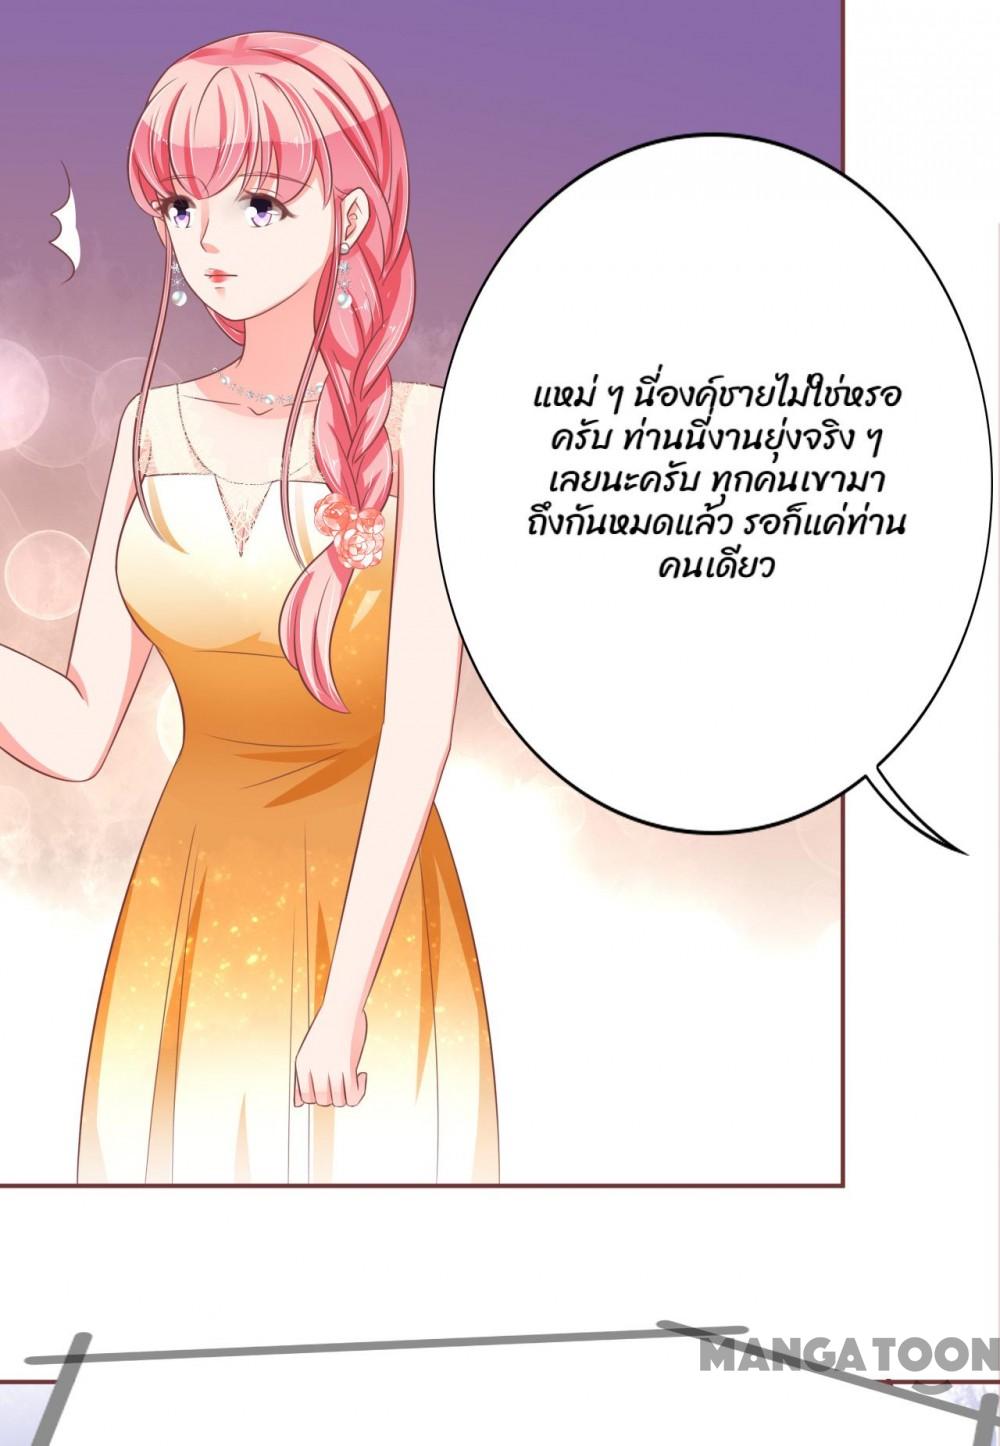 แหม่ ๆ นี่องค์ชายไม่ใช่หรอ
ครับ ท่านนี่งานยุ่งจริง ๆ
เลยนะครับ ทุกคนเขามา
ถึงกันหมดแล้ว รอก็แค่ท่าน
คนเดียว
MANGATOON